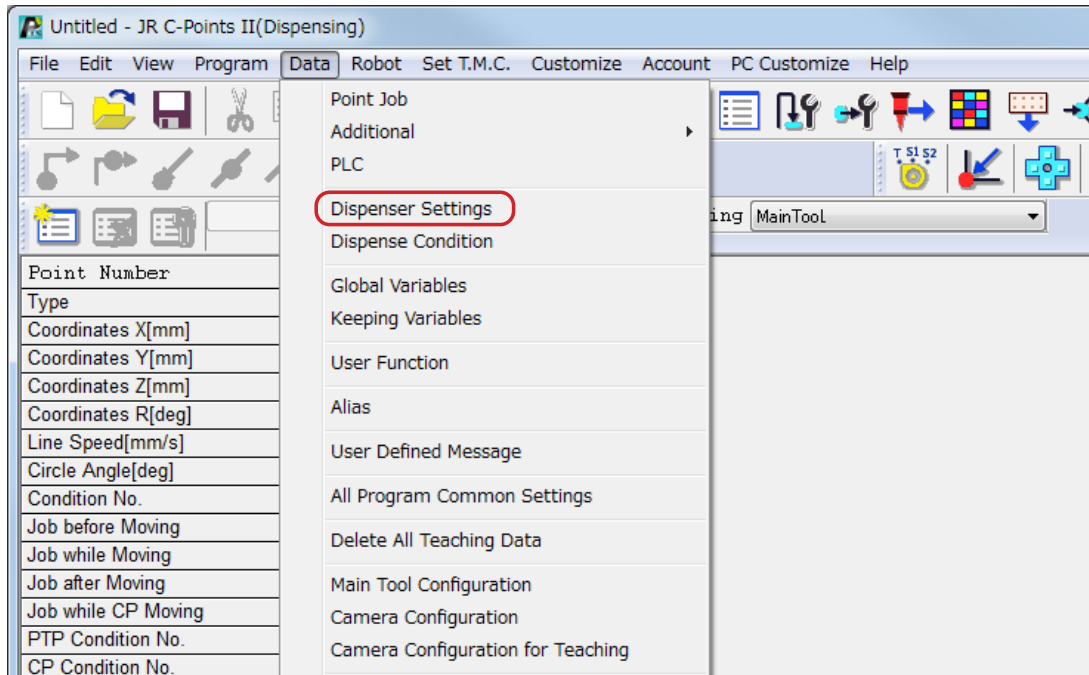 Untitled - JR C-Points II(Dispensing)
File Edit View Program Data Robot Set T.M.C. Customize Account PC Customize Help
Point Job
Additional
PLC
T S1 S2
Dispenser Settings
ing MainTool
Dispense Condition
Point Number
Type
Coordinates X[mm]
Coordinates Y[mm]
Coordinates Z[mm]
Coordinates R[deg]
Line Speed[mm/s]
Circle Angle[deg]
Condition No.
Job before Moving
Job while Moving
Job after Moving
Job while CP Moving
PTP Condition No.
CP Condition No.
Global Variables
Keeping Variables
User Function
Alias
User Defined Message
All Program Common Settings
Delete All Teaching Data
Main Tool Configuration
Camera Configuration
Camera Configuration for Teaching